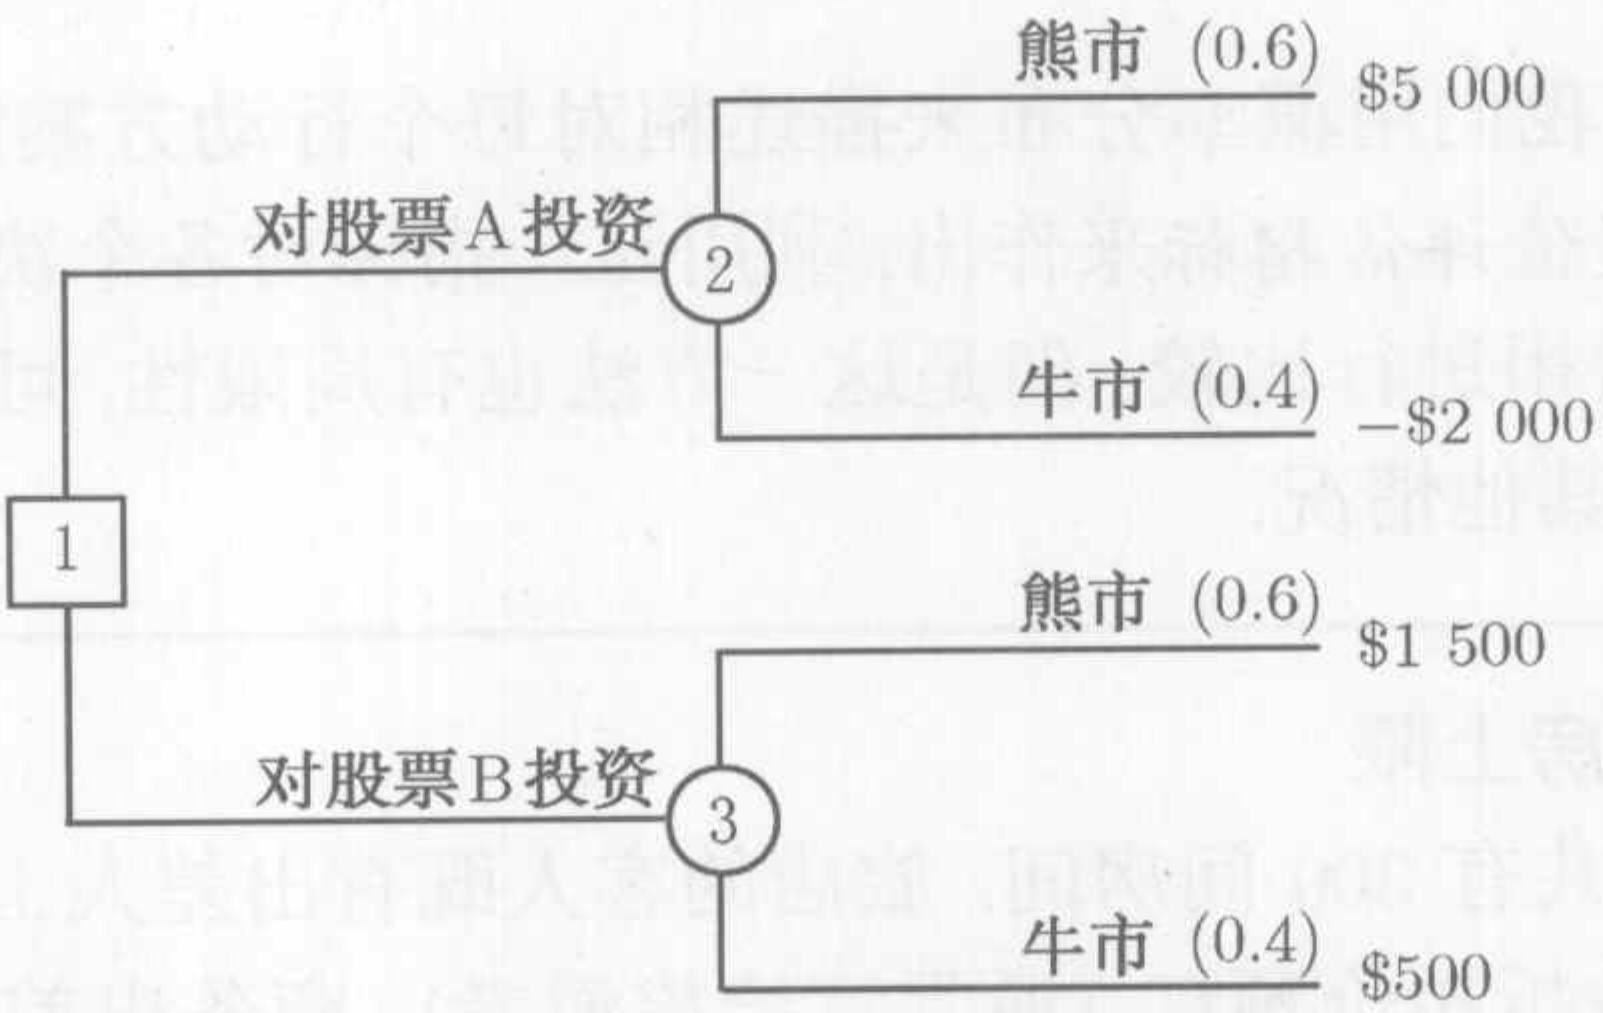 熊市 (0.6) $5 000
对股票A投资
2
牛市 (0.4) −$2 000
1
熊市 (0.6) $1 500
对股票B投资
3
牛市 (0.4) $500